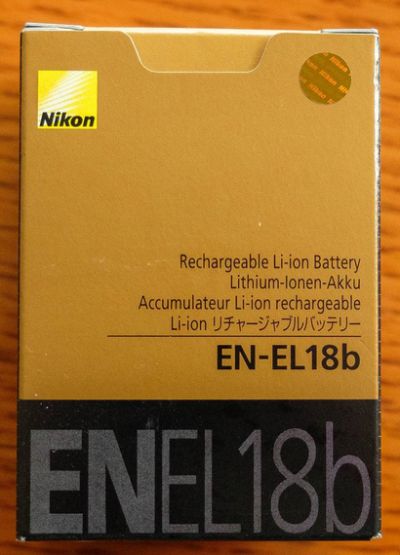 Nikon
Nikon
Rechargeable Li-ion Battery
Lithium-Ionen-Akku
Accumulateur Li-ion rechargeable
Li-ion リチャージャブルバッテリー
EN-EL18b
ENEL18b